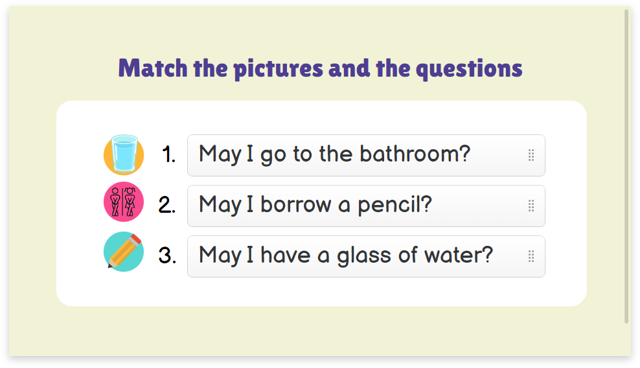 Match the pictures and the questions
1. May I go to the bathroom?
2. May I borrow a pencil?
3. May I have a glass of water?